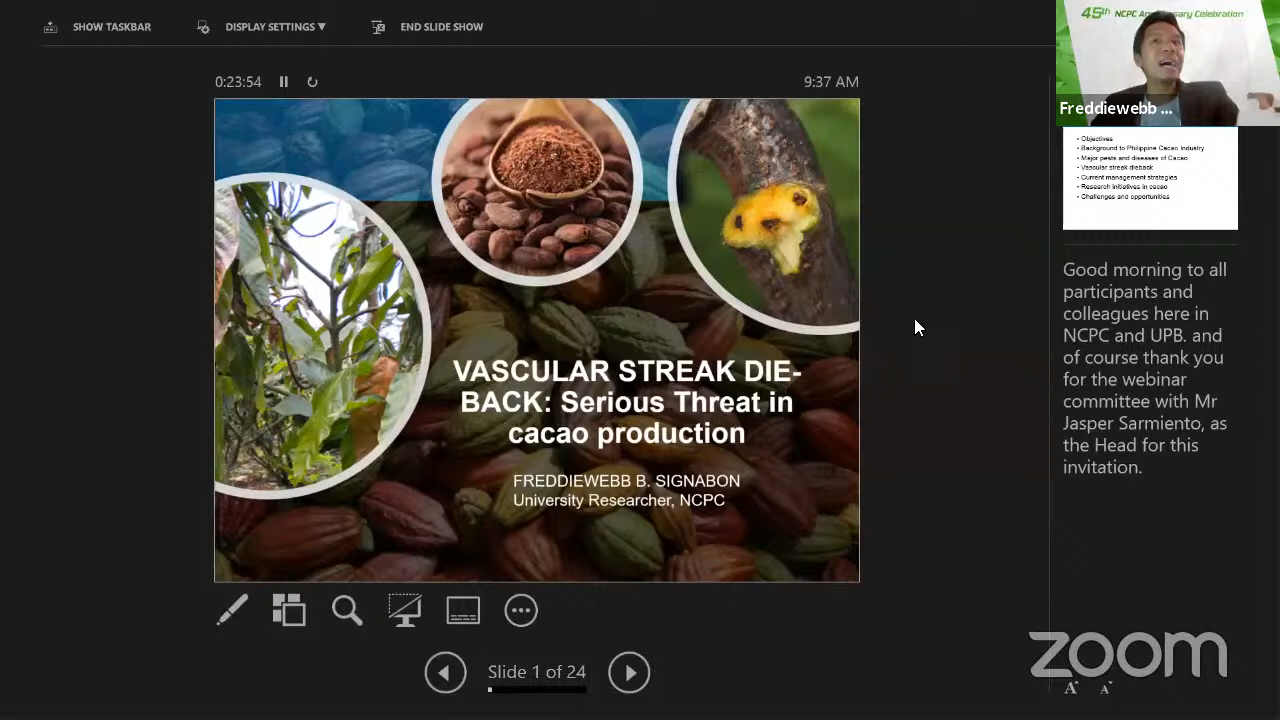 SHOW TASKBAR
DISPLAY SETTINGS ▼
END SLIDE SHOW
0:23:54
9:37 AM
45th NCPC Anniversary Celebration
Freddiewebb ...
• Objectives
• Background to Philippine Cacao Industry
• Major pests and diseases of Cacao
• Vascular streak dieback
• Current management strategies
• Research initiatives in cacao
• Challenges and opportunities
VASCULAR STREAK DIE-
BACK: Serious Threat in
cacao production
FREDDIEWEBB B. SIGNABON
University Researcher, NCPC
Good morning to all
participants and
colleagues here in
NCPC and UPB. and
of course thank you
for the webinar
committee with Mr
Jasper Sarmiento, as
the Head for this
invitation.
Slide 1 of 24
zoom
A A